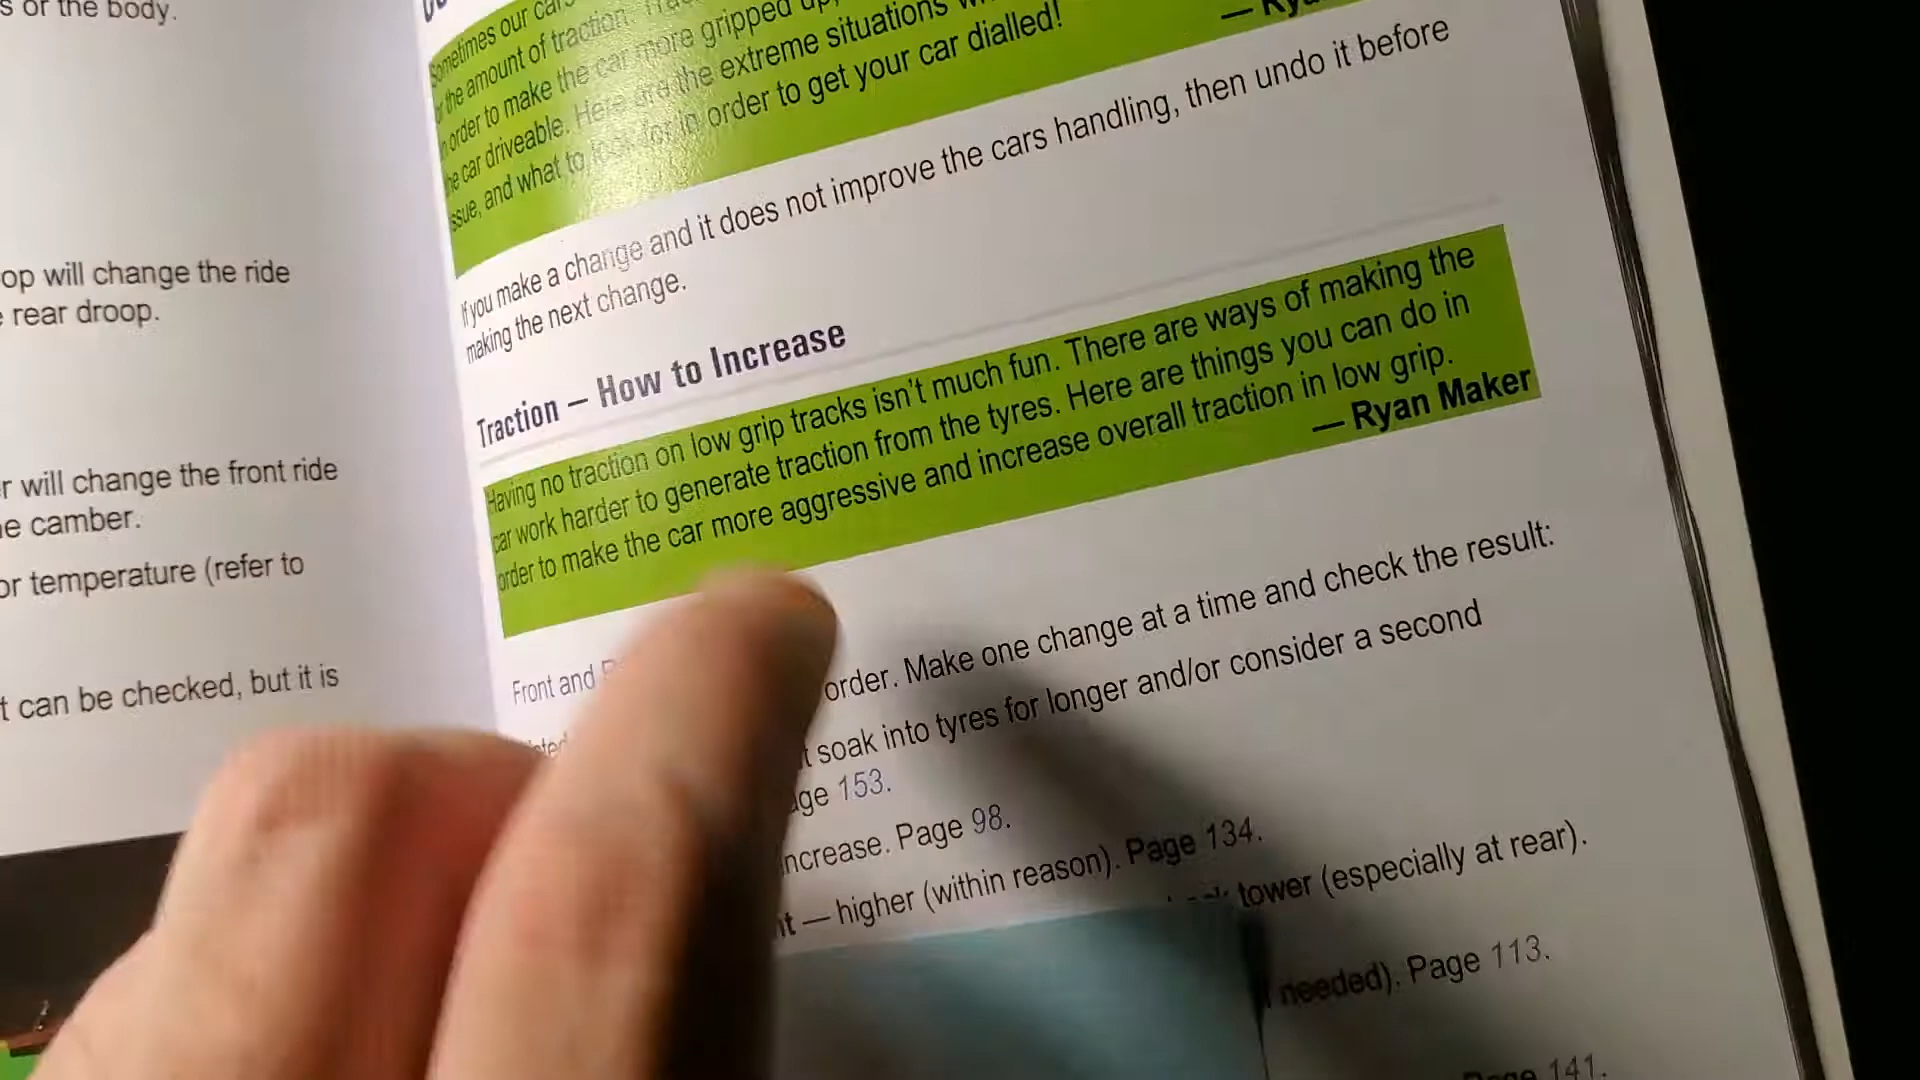 s or the body.
op will change the ride
e rear droop.
r will change the front ride
he camber.
or temperature (refer to
t can be checked, but it is
Sometimes our cars
the amount of traction.
order to make the car more gripped up,
the car driveable. Here are the extreme situations
issue, and what to look for in order to get your car dialled!
— Rya
If you make a change and it does not improve the cars handling, then undo it before
making the next change.
Traction – How to Increase
Having no traction on low grip tracks isn't much fun. There are ways of making the
car work harder to generate traction from the tyres. Here are things you can do in
order to make the car more aggressive and increase overall traction in low grip.
— Ryan Maker
Front and order. Make one change at a time and check the result:
t soak into tyres for longer and/or consider a second
age 153.
increase. Page 98.
ht — higher (within reason). Page 134.
tower (especially at rear).
needed). Page 113.
Page 141.